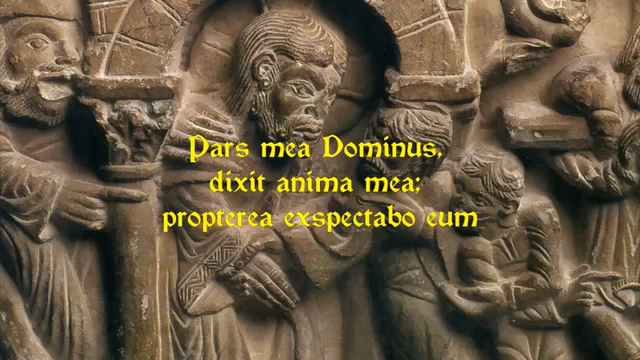 Pars mea Dominus,
dixit anima mea;
propterea exspectabo eum